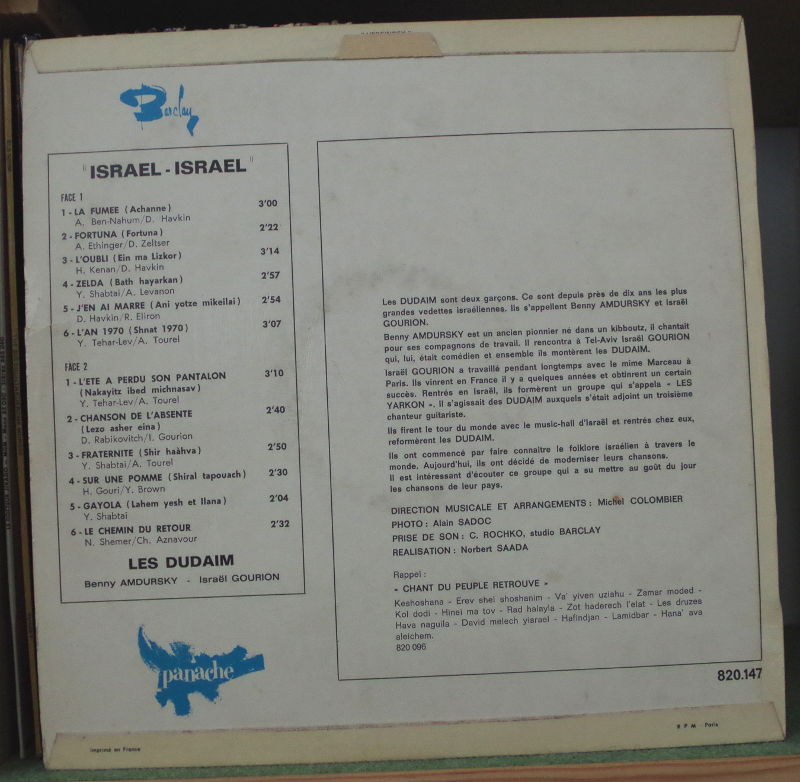 Barclay
"ISRAEL - ISRAEL"
FACE 1
1 - LA FUMEE (Achanne) 3'00
A. Ben-Nahum/D. Havkin
2 - FORTUNA (Fortuna) 2'22
A. Ethinger/D. Zeltser
3 - L'OUBLI (Ein ma Lizkor) 3'14
H. Kenan/D. Havkin
4 - ZELDA (Bath hayarkan) 2'57
Y. Shabtai/A. Levanon
5 - J'EN AI MARRE (Ani yotze mikeilai) 2'54
D. Havkin/R. Eliron
6 - L'AN 1970 (Shnat 1970) 3'07
Y. Tehar-Lev/A. Tourel
FACE 2
1 - L'ETE A PERDU SON PANTALON 3'10
(Nakayitz ibed michnasav)
Y. Tehar-Lev/A. Tourel
2 - CHANSON DE L'ABSENTE 2'40
(Lezo asher eina)
D. Rabikovitch/I. Gourion
3 - FRATERNITE (Shir haàhva) 2'50
Y. Shabtai/A. Tourel
4 - SUR UNE POMME (Shiral tapouach) 2'30
H. Gouri/Y. Brown
5 - GAYOLA (Lahem yesh et Ilana) 2'04
Y. Shabtai
6 - LE CHEMIN DU RETOUR 2'32
N. Shemer/Ch. Aznavour
LES DUDAIM
Benny AMDURSKY - Israël GOURION
panache
Imprimé en France
Les DUDAIM sont deux garçons. Ce sont depuis près de dix ans les plus
grandes vedettes israéliennes. Ils s'appellent Benny AMDURSKY et Israël
GOURION.
Benny AMDURSKY est un ancien pionnier né dans un kibboutz, il chantait
pour ses compagnons de travail. Il rencontra à Tel-Aviv Israël GOURION
qui, lui, était comédien et ensemble ils montèrent les DUDAIM.
Israël GOURION a travaillé pendant longtemps avec le mime Marceau à
Paris. Ils vinrent en France il y a quelques années et obtinrent un certain
succès. Rentrés en Israël, ils formèrent un groupe qui s'appela « LES
YARKON ». Il s'agissait des DUDAIM auxquels s'était adjoint un troisième
chanteur guitariste.
Ils firent le tour du monde avec le music-hall d'Israël et rentrés chez eux,
reformèrent les DUDAIM.
Ils ont commencé par faire connaître le folklore israélien à travers le
monde. Aujourd'hui, ils ont décidé de moderniser leurs chansons.
Il est intéressant d'écouter ce groupe qui a su mettre au goût du jour
les chansons de leur pays.
DIRECTION MUSICALE ET ARRANGEMENTS : Michel COLOMBIER
PHOTO : Alain SADOC
PRISE DE SON : C. ROCHKO, studio BARCLAY
REALISATION : Norbert SAADA
Rappel :
« CHANT DU PEUPLE RETROUVE »
Keshoshana - Erev shel shoshanim - Va' yiven uziahu - Zamar moded -
Kol dodi - Hinei ma tov - Rad halayla - Zot haderech l'elat - Les druzes
Hava naguila - David melech yisrael - Hafindjan - Lamidbar - Hana' ava
aleichem.
820 096
820.147
R P M Paris